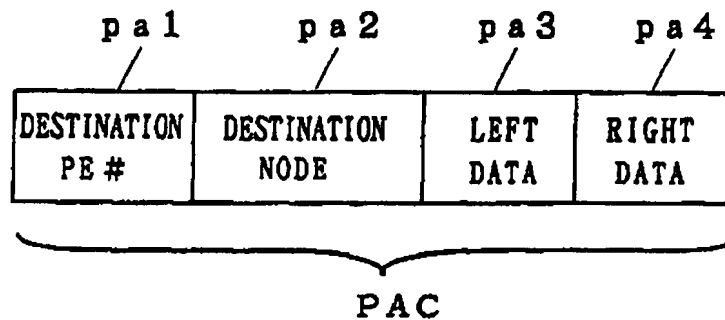 pa1 pa2 pa3 pa4
DESTINATION PE# DESTINATION NODE LEFT DATA RIGHT DATA
PAC